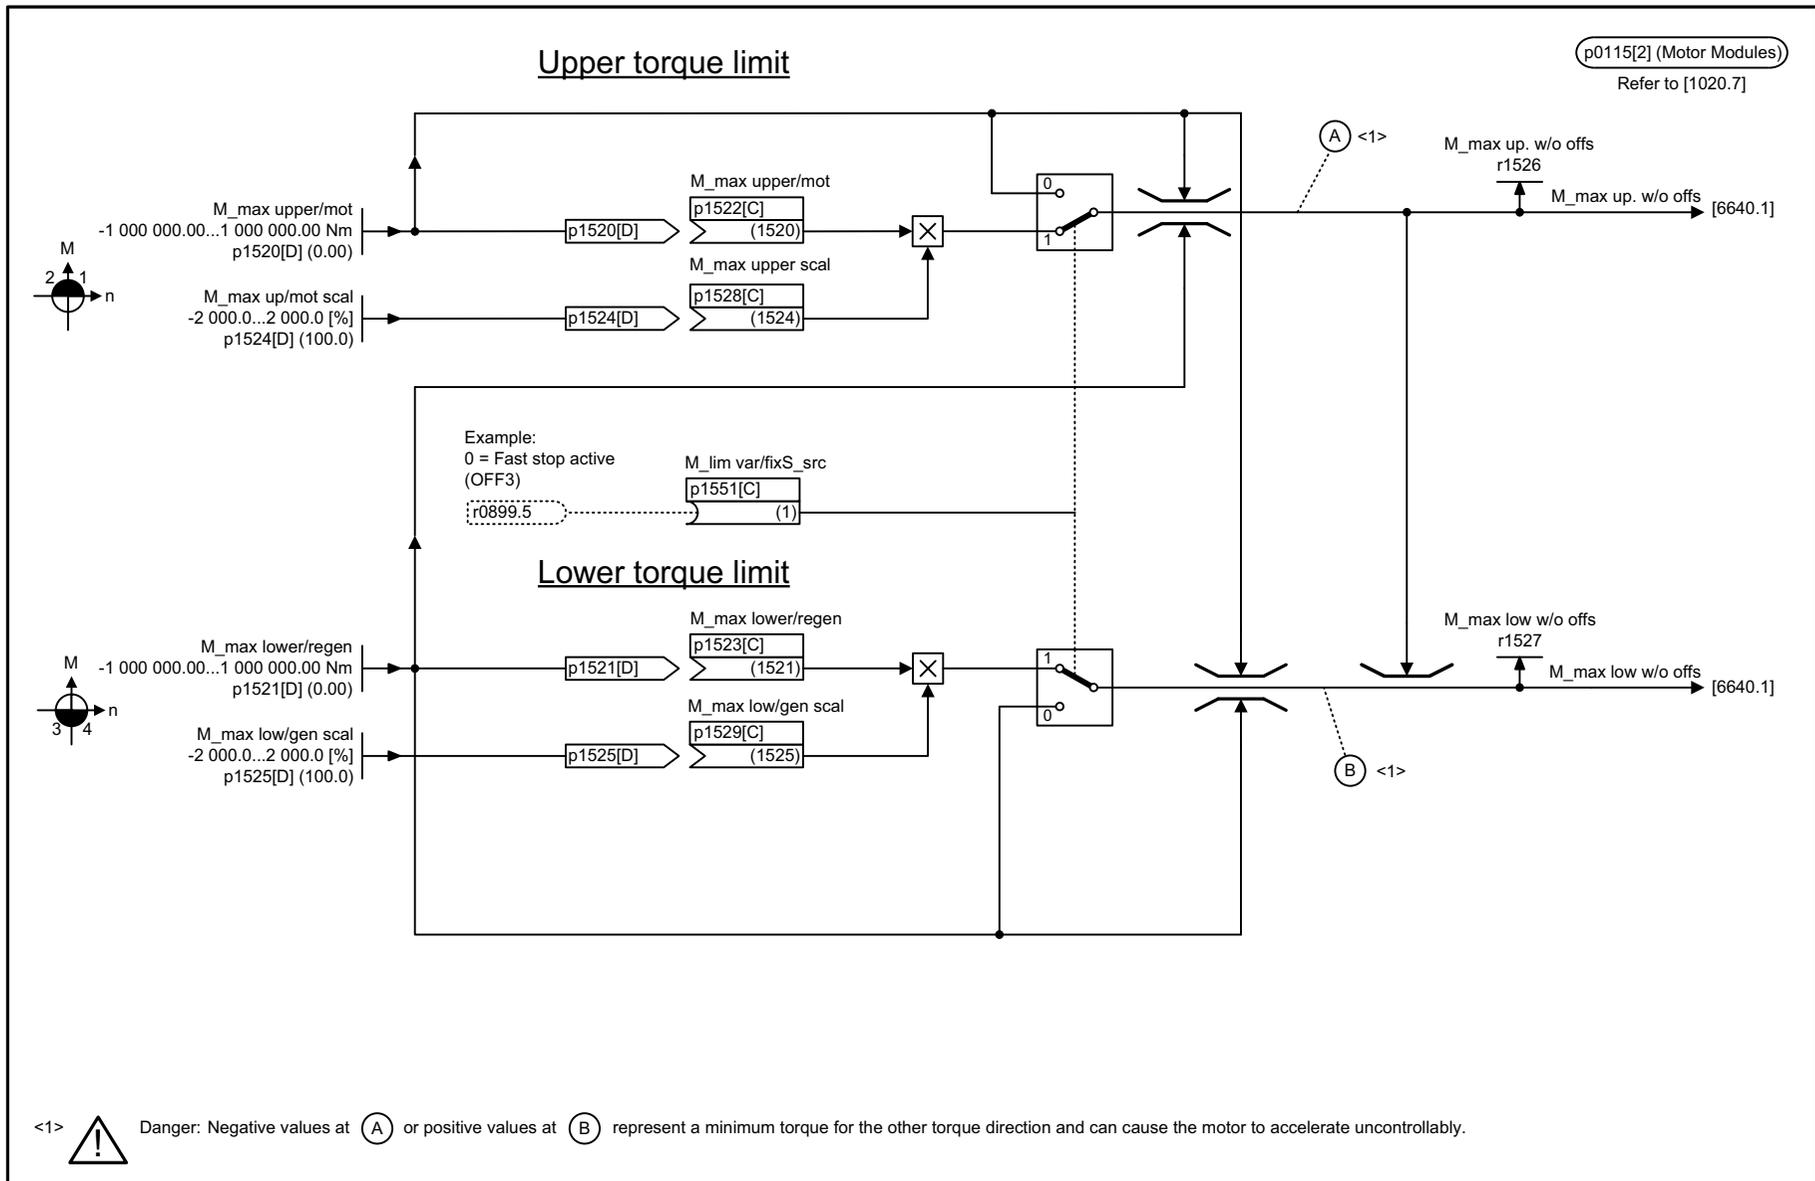 Upper torque limit
p0115[2] (Motor Modules)
Refer to [1020.7]
A <1>
M_max up. w/o offs
r1526
M_max up. w/o offs
[6640.1]
M_max upper/mot
-1 000 000.00...1 000 000.00 Nm
p1520[D] (0.00)
p1520[D]
M_max upper/mot
p1522[C]
(1520)
0
1
M
2 1
n
M_max up/mot scal
-2 000.0...2 000.0 [%]
p1524[D] (100.0)
p1524[D]
M_max upper scal
p1528[C]
(1524)
Example:
0 = Fast stop active
(OFF3)
r0899.5
M_lim var/fixS_src
p1551[C]
(1)
Lower torque limit
M_max lower/regen
-1 000 000.00...1 000 000.00 Nm
p1521[D] (0.00)
p1521[D]
M_max lower/regen
p1523[C]
(1521)
1
0
M_max low w/o offs
r1527
M_max low w/o offs
[6640.1]
M
n
3 4
M_max low/gen scal
-2 000.0...2 000.0 [%]
p1525[D] (100.0)
p1525[D]
M_max low/gen scal
p1529[C]
(1525)
B <1>
<1> ! Danger: Negative values at A or positive values at B represent a minimum torque for the other torque direction and can cause the motor to accelerate uncontrollably.